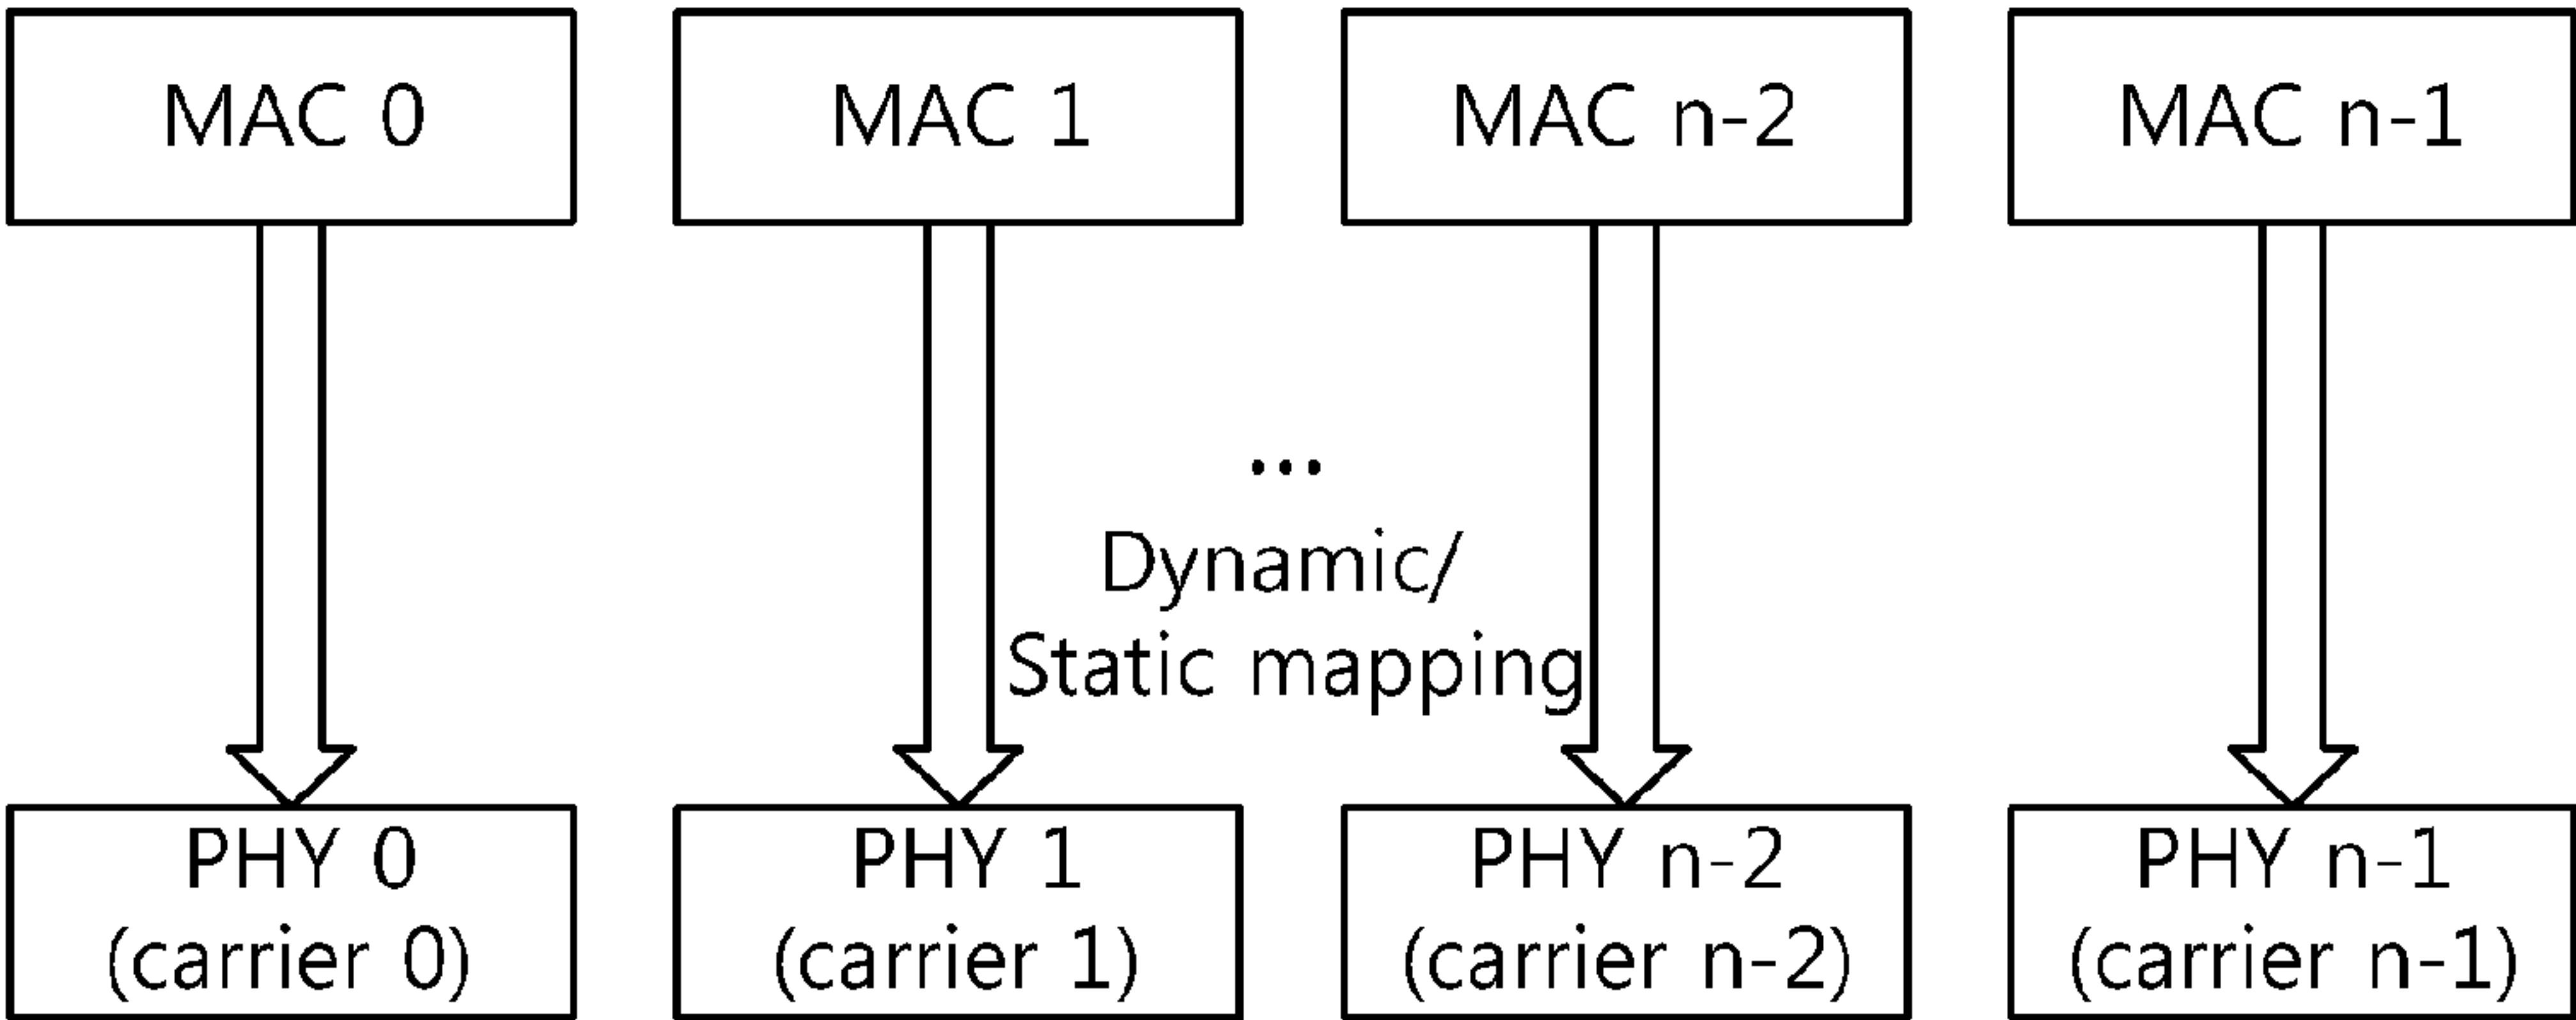 MAC 0
MAC 1
MAC n-2
MAC n-1
...
Dynamic/
Static mapping
PHY 0
(carrier 0)
PHY 1
(carrier 1)
PHY n-2
(carrier n-2)
PHY n-1
(carrier n-1)